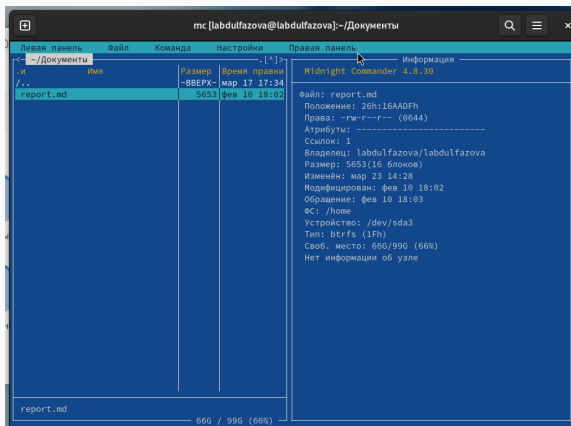 mc [labdulfazova@labdulfazova]:~/Документы
Левая панель Файл Команда Настройки Правая панель
<— ~/Документы .[^]>
.и Имя Размер Время правки
/.. -ВВЕРХ- мар 17 17:34
report.md 5653 фев 10 18:02
report.md
66G / 99G (66%)
Информация
Midnight Commander 4.8.30
Файл: report.md
Положение: 26h:16AADFh
Права: -rw-r--r-- (0644)
Атрибуты: -------------------------
Ссылок: 1
Владелец: labdulfazova/labdulfazova
Размер: 5653(16 блоков)
Изменён: мар 23 14:28
Модифицирован: фев 10 18:02
Обращение: фев 10 18:03
ФС: /home
Устройство: /dev/sda3
Тип: btrfs (1Fh)
Своб. место: 66G/99G (66%)
Нет информации об узле